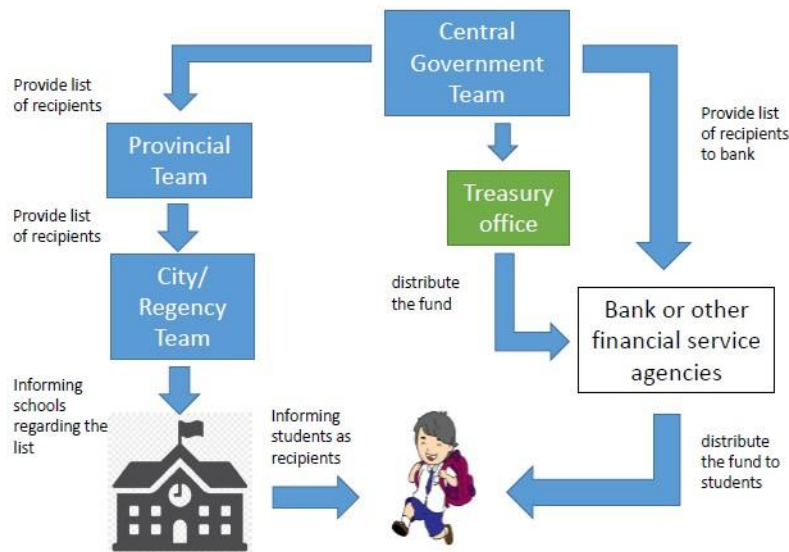 Central
Government
Team
Provide list
of recipients
Provide list
of recipients
to bank
Provincial
Team
Treasury
office
Provide list
of recipients
City/
Regency
Team
distribute
the fund
Bank or other
financial service
agencies
Informing
schools
regarding the
list
Informing
students as
recipients
distribute
the fund to
students